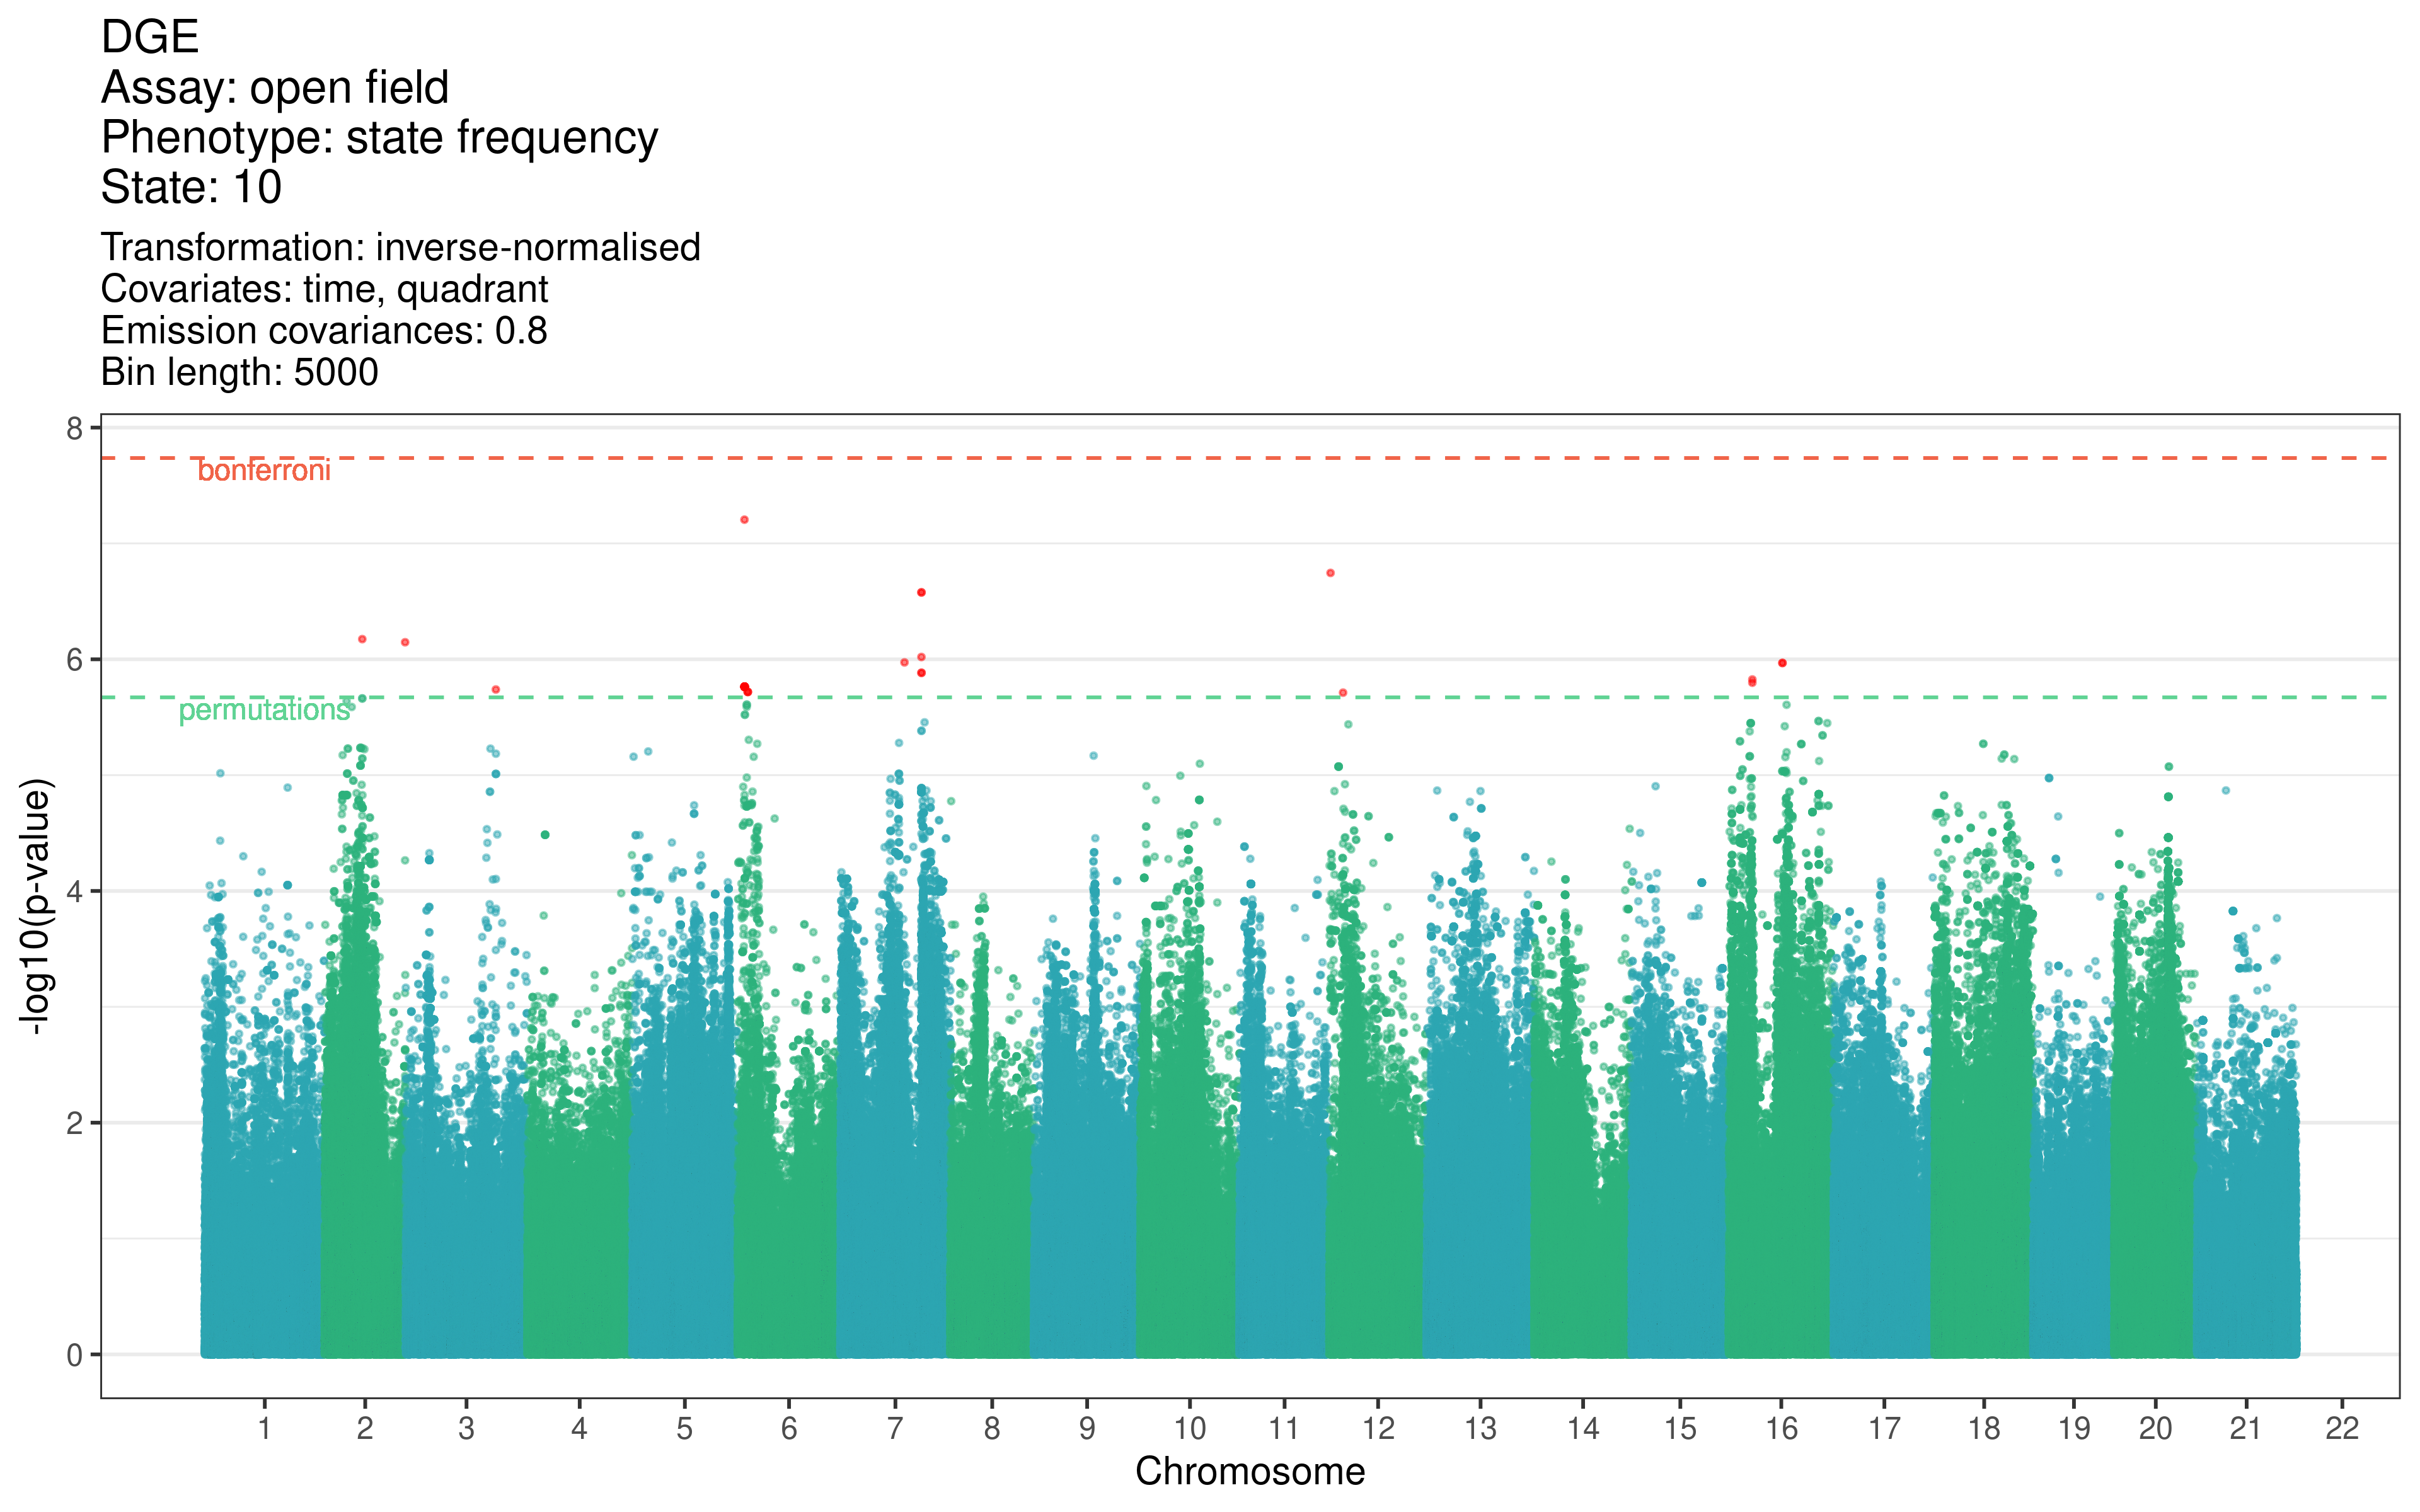 DGE
Assay: open field
Phenotype: state frequency
State: 10
Transformation: inverse-normalised
Covariates: time, quadrant
Emission covariances: 0.8
Bin length: 5000
8
bonferroni
6
permutations
4
2
0
-log10(p-value)
1 2 3 4 5 6 7 8 9 10 11 12 13 14 15 16 17 18 19 20 21 22
Chromosome